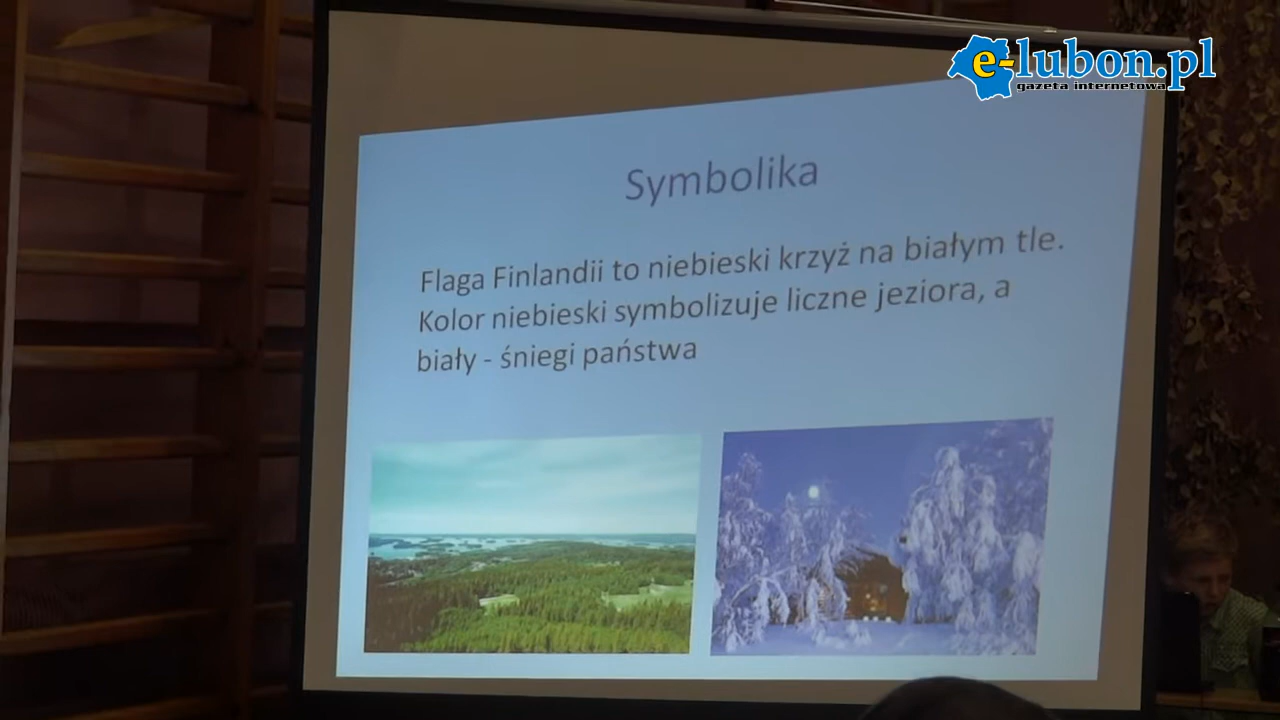 e-lubon.pl
gazeta internetowa
Symbolika
Flaga Finlandii to niebieski krzyż na białym tle.
Kolor niebieski symbolizuje liczne jeziora, a
biały - śniegi państwa